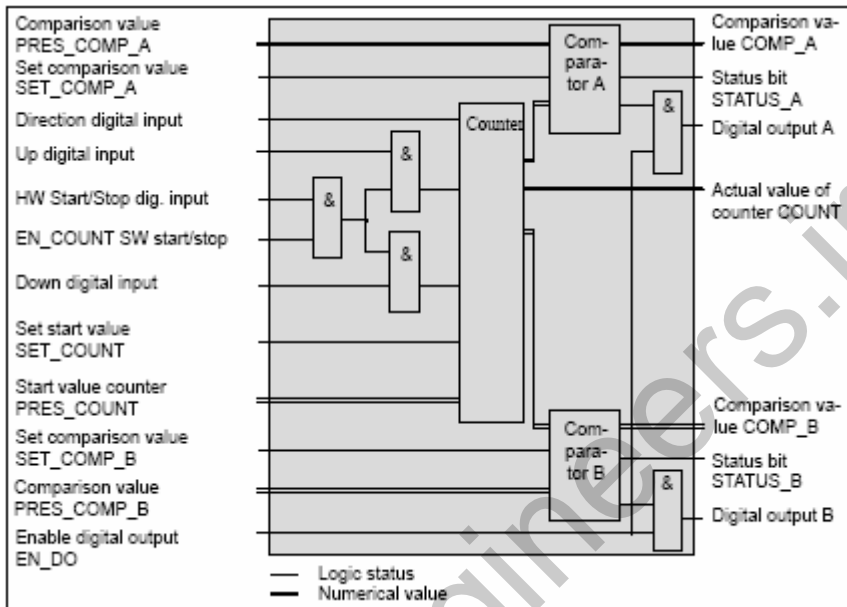 Comparison value
PRES_COMP_A
Set comparison value
SET_COMP_A
Direction digital input
Up digital input
HW Start/Stop dig. input
EN_COUNT SW start/stop
Down digital input
Set start value
SET_COUNT
Start value counter
PRES_COUNT
Set comparison value
SET_COMP_B
Comparison value
PRES_COMP_B
Enable digital output
EN_DO
&
&
&
Counter
Com-
para-
tor A
&
Com-
para-
tor B
&
Comparison va-
lue COMP_A
Status bit
STATUS_A
Digital output A
Actual value of
counter COUNT
Comparison va-
lue COMP_B
Status bit
STATUS_B
Digital output B
Logic status
Numerical value
gineers.in